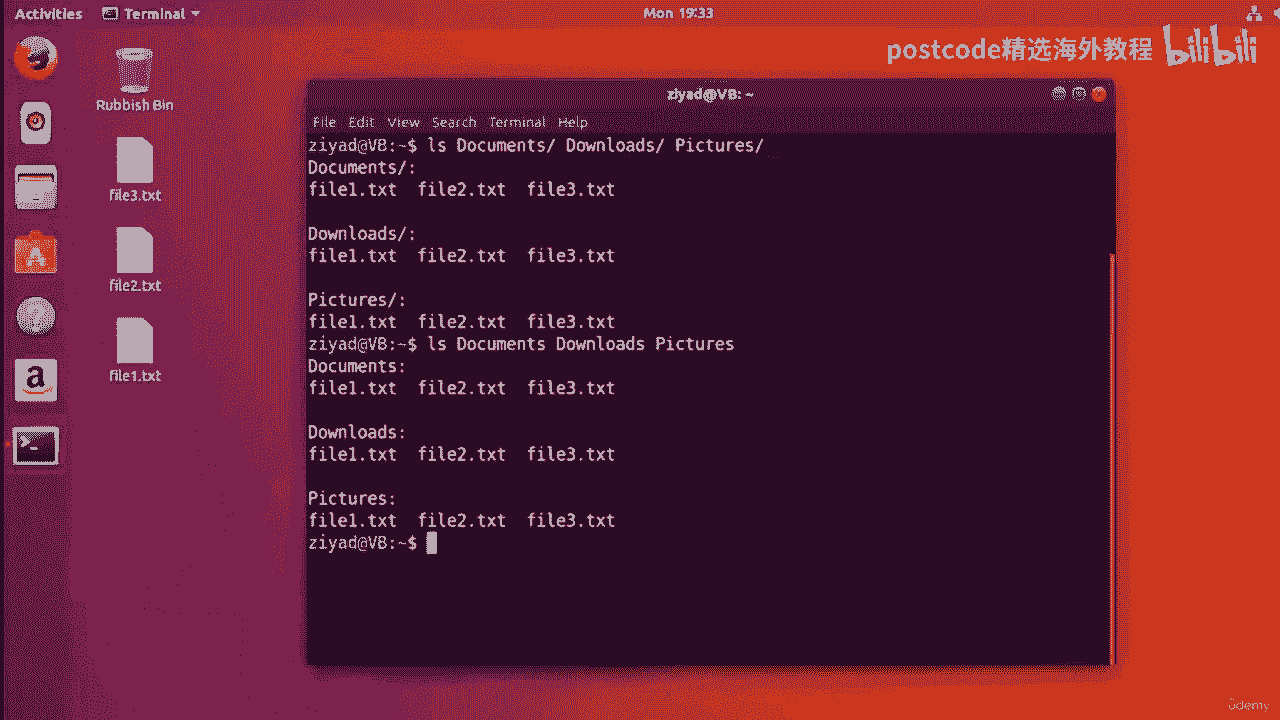 Activities Terminal
Mon 19:33
postcode精选海外教程 bilibili
Rubbish Bin
file3.txt
file2.txt
file1.txt
ziyad@VB: ~
File Edit View Search Terminal Help
ziyad@VB:~$ ls Documents/ Downloads/ Pictures/
Documents/:
file1.txt file2.txt file3.txt
Downloads/:
file1.txt file2.txt file3.txt
Pictures/:
file1.txt file2.txt file3.txt
ziyad@VB:~$ ls Documents Downloads Pictures
Documents:
file1.txt file2.txt file3.txt
Downloads:
file1.txt file2.txt file3.txt
Pictures:
file1.txt file2.txt file3.txt
ziyad@VB:~$
ûdemy